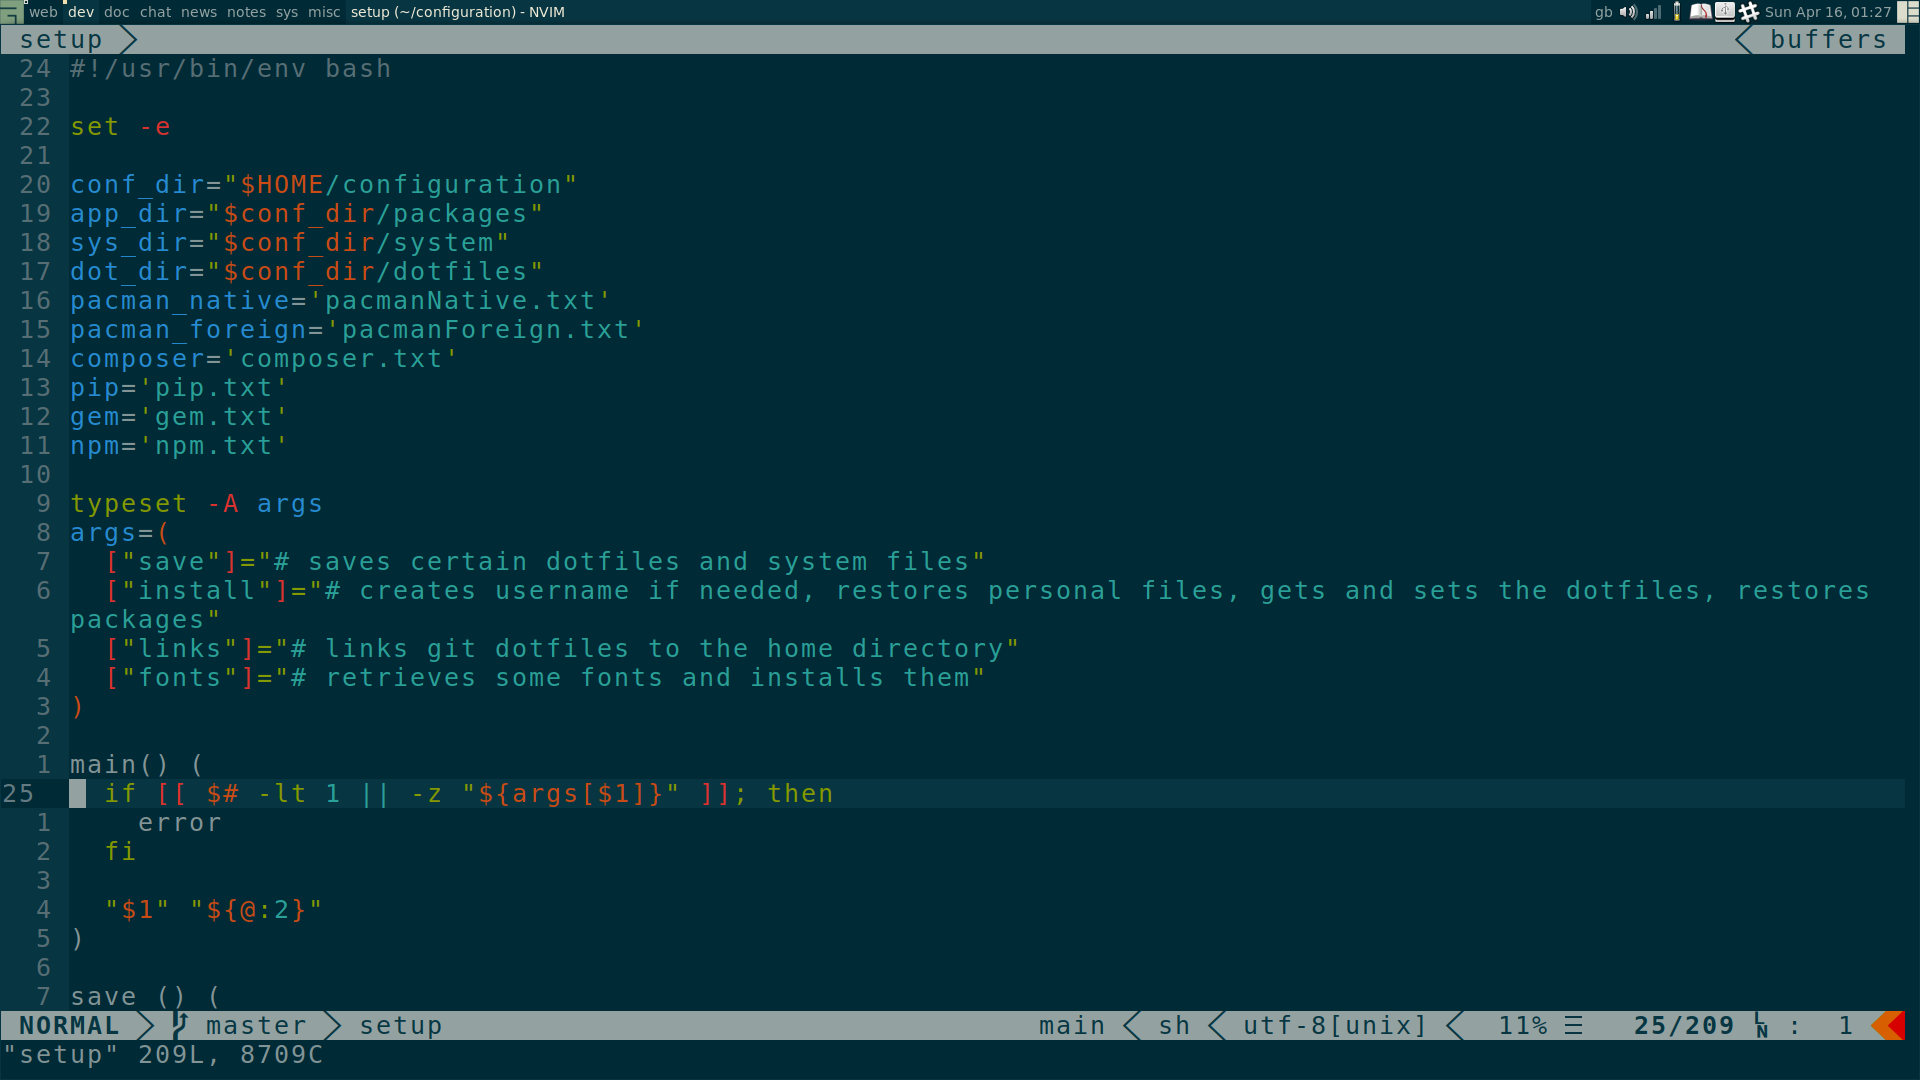 web dev doc chat news notes sys misc setup (~/configuration) - NVIM gb Sun Apr 16, 01:27
setup buffers
24 #!/usr/bin/env bash
23
22 set -e
21
20 conf_dir="$HOME/configuration"
19 app_dir="$conf_dir/packages"
18 sys_dir="$conf_dir/system"
17 dot_dir="$conf_dir/dotfiles"
16 pacman_native='pacmanNative.txt'
15 pacman_foreign='pacmanForeign.txt'
14 composer='composer.txt'
13 pip='pip.txt'
12 gem='gem.txt'
11 npm='npm.txt'
10
9 typeset -A args
8 args=(
7   ["save"]="# saves certain dotfiles and system files"
6   ["install"]="# creates username if needed, restores personal files, gets and sets the dotfiles, restores
packages"
5   ["links"]="# links git dotfiles to the home directory"
4   ["fonts"]="# retrieves some fonts and installs them"
3 )
2
1 main() (
25   if [[ $# -lt 1 || -z "${args[$1]}" ]]; then
1     error
2   fi
3
4   "$1" "${@:2}"
5 )
6
7 save () (
NORMAL master setup main sh utf-8[unix] 11% ☰ 25/209 LN : 1
"setup" 209L, 8709C